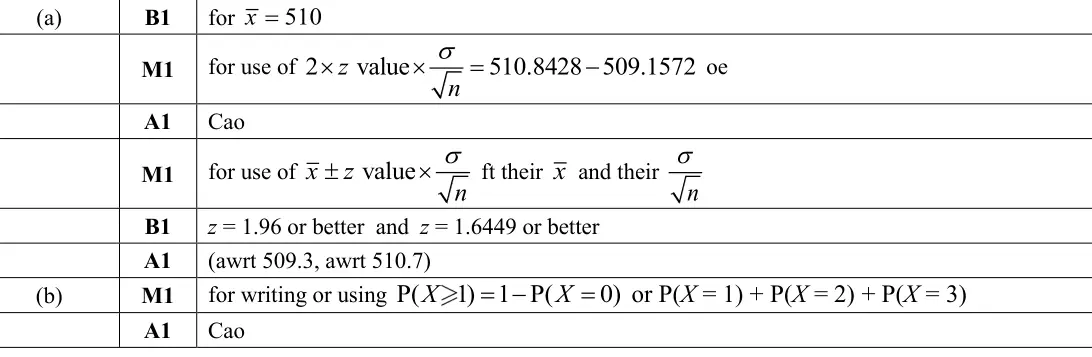 (a) B1 for x̄ = 510
M1 for use of 2 × z value × σ/√n = 510.8428 − 509.1572 oe
A1 Cao
M1 for use of x̄ ± z value × σ/√n ft their x̄ and their σ/√n
B1 z = 1.96 or better and z = 1.6449 or better
A1 (awrt 509.3, awrt 510.7)
(b) M1 for writing or using P(X⩾1) = 1 − P(X = 0) or P(X = 1) + P(X = 2) + P(X = 3)
A1 Cao